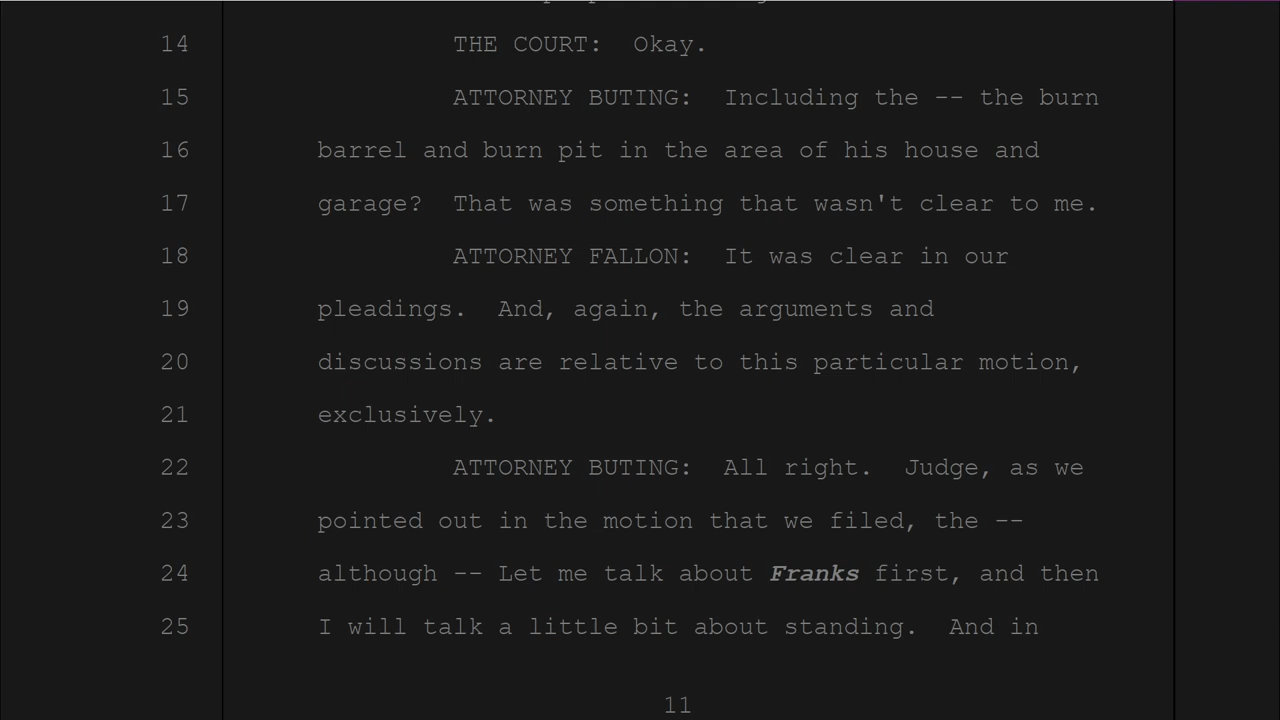 14 THE COURT: Okay.
15 ATTORNEY BUTING: Including the -- the burn
16 barrel and burn pit in the area of his house and
17 garage? That was something that wasn't clear to me.
18 ATTORNEY FALLON: It was clear in our
19 pleadings. And, again, the arguments and
20 discussions are relative to this particular motion,
21 exclusively.
22 ATTORNEY BUTING: All right. Judge, as we
23 pointed out in the motion that we filed, the --
24 although -- Let me talk about Franks first, and then
25 I will talk a little bit about standing. And in
11